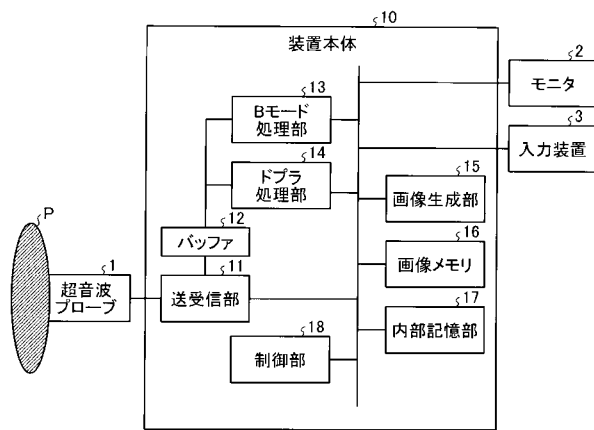 10
装置本体
2
モニタ
13
Bモード
処理部
3
入力装置
14
ドプラ
処理部
15
画像生成部
P
12
バッファ
16
画像メモリ
1
超音波
プローブ
11
送受信部
17
内部記憶部
18
制御部